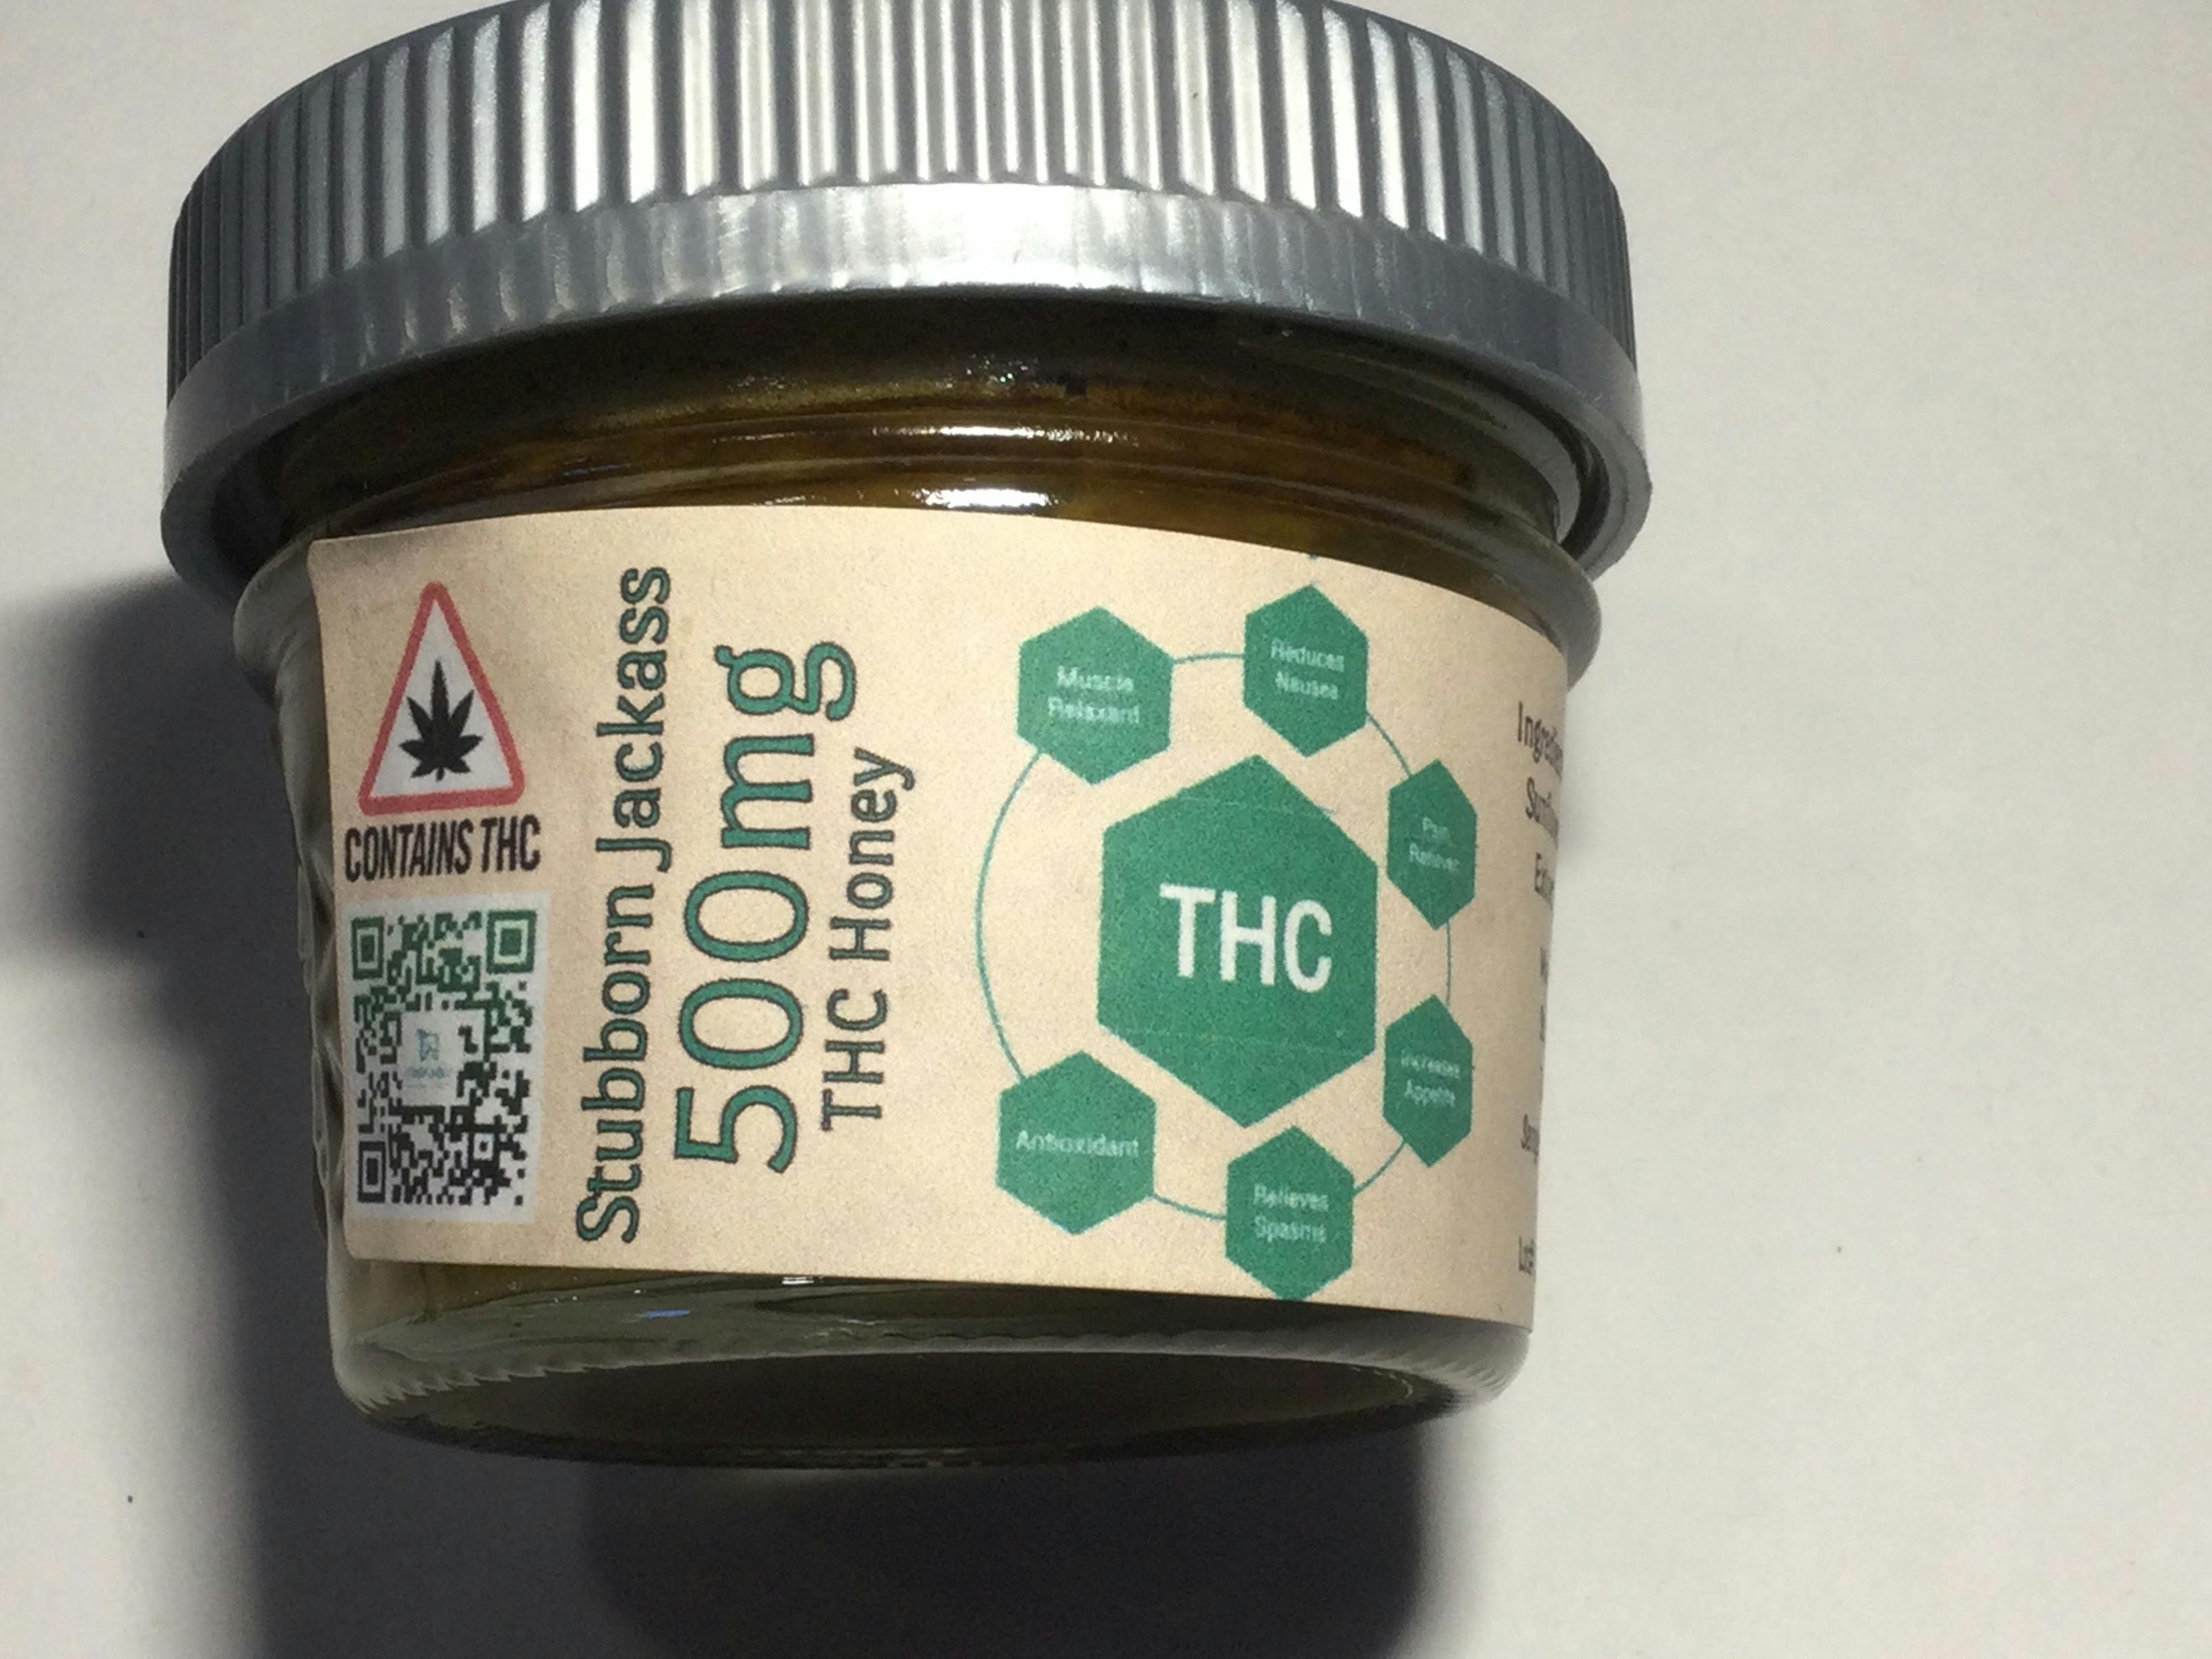 CONTAINS THC
Stubborn Jackass
500mg
THC Honey
Muscle
Relaxant
Reduces
Nausea
Pain
Reliever
THC
Increases
Appetite
Antioxidant
Relieves
Spasms